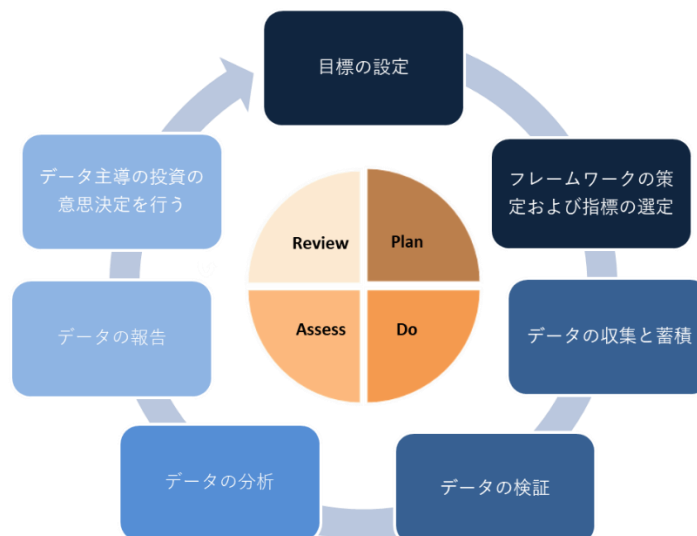 目標の設定
フレームワークの策
定および指標の選定
データの収集と蓄積
データの検証
データの分析
データの報告
データ主導の投資の
意思決定を行う
Review
Plan
Assess
Do